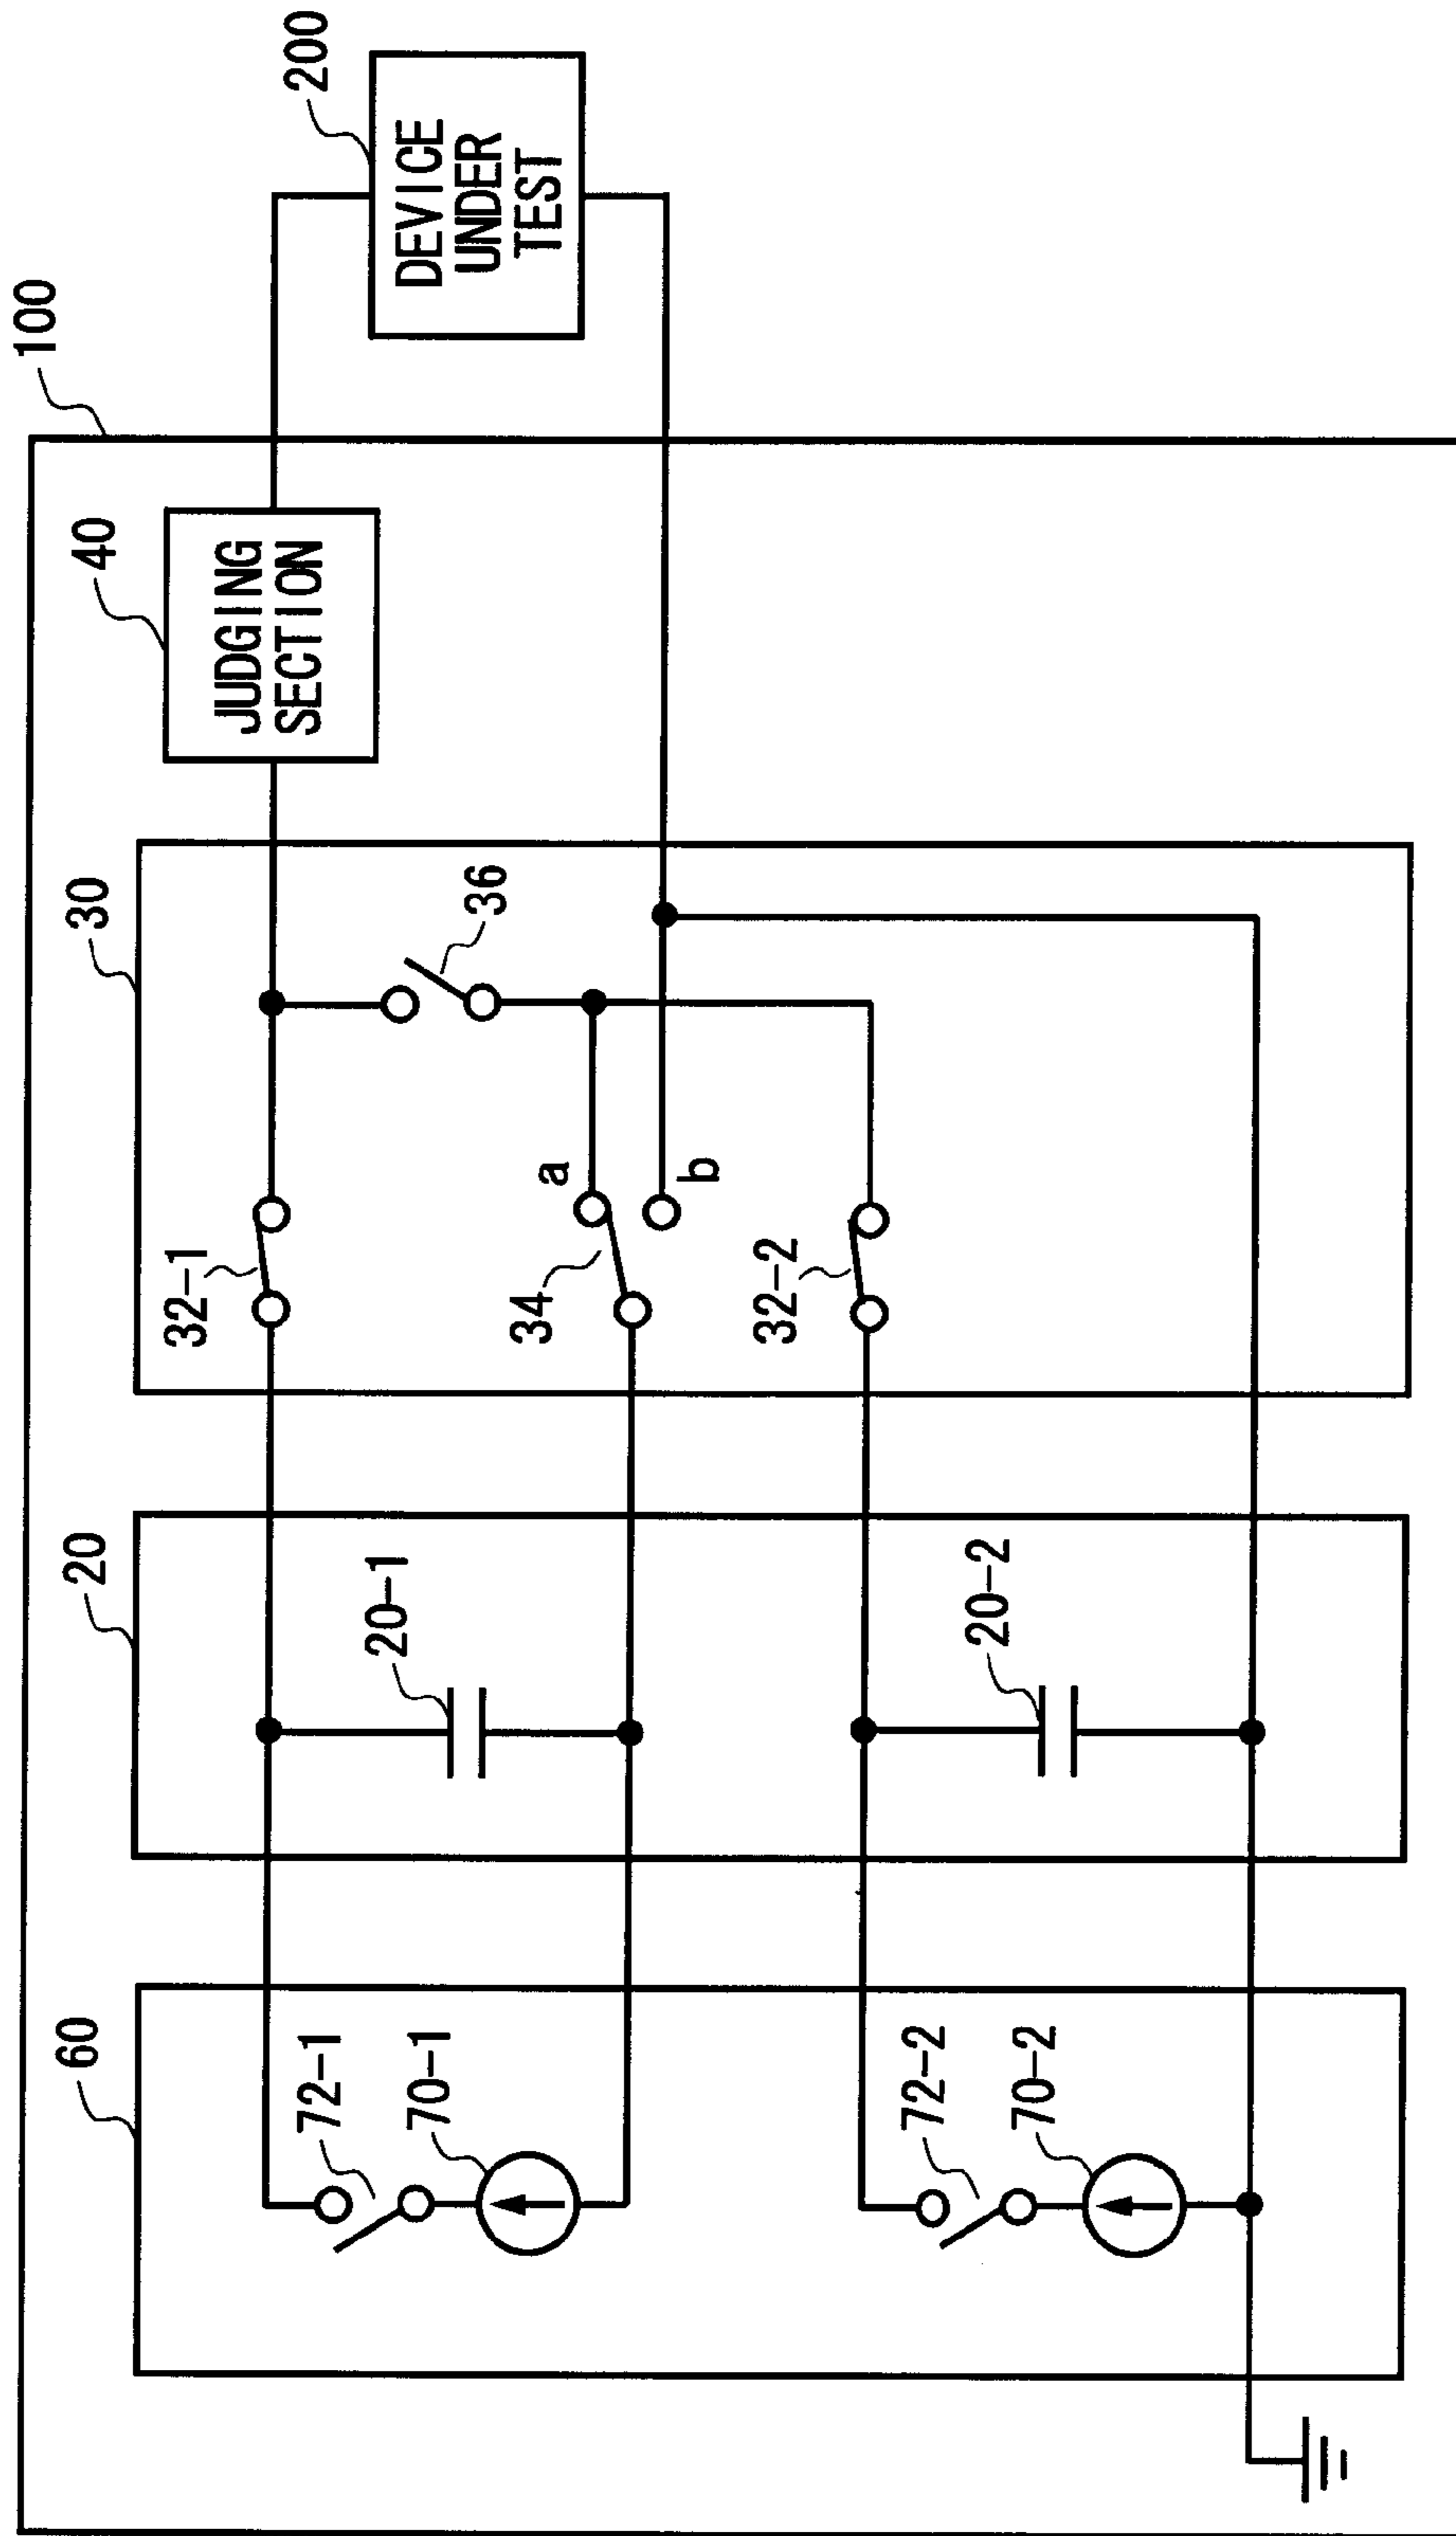 100
60
20
30
40
200
JUDGING
SECTION
DEVICE
UNDER
TEST
72-1
70-1
20-1
32-1
36
34
a
b
72-2
70-2
20-2
32-2